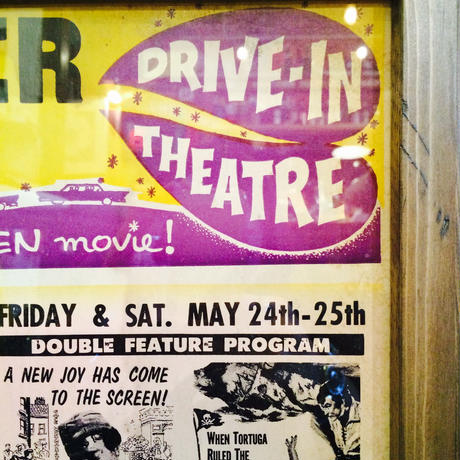 ER DRIVE-IN
THEATRE
EN movie!
FRIDAY & SAT. MAY 24th-25th
DOUBLE FEATURE PROGRAM
A NEW JOY HAS COME
TO THE SCREEN!
WHEN TORTUGA
RULED THE